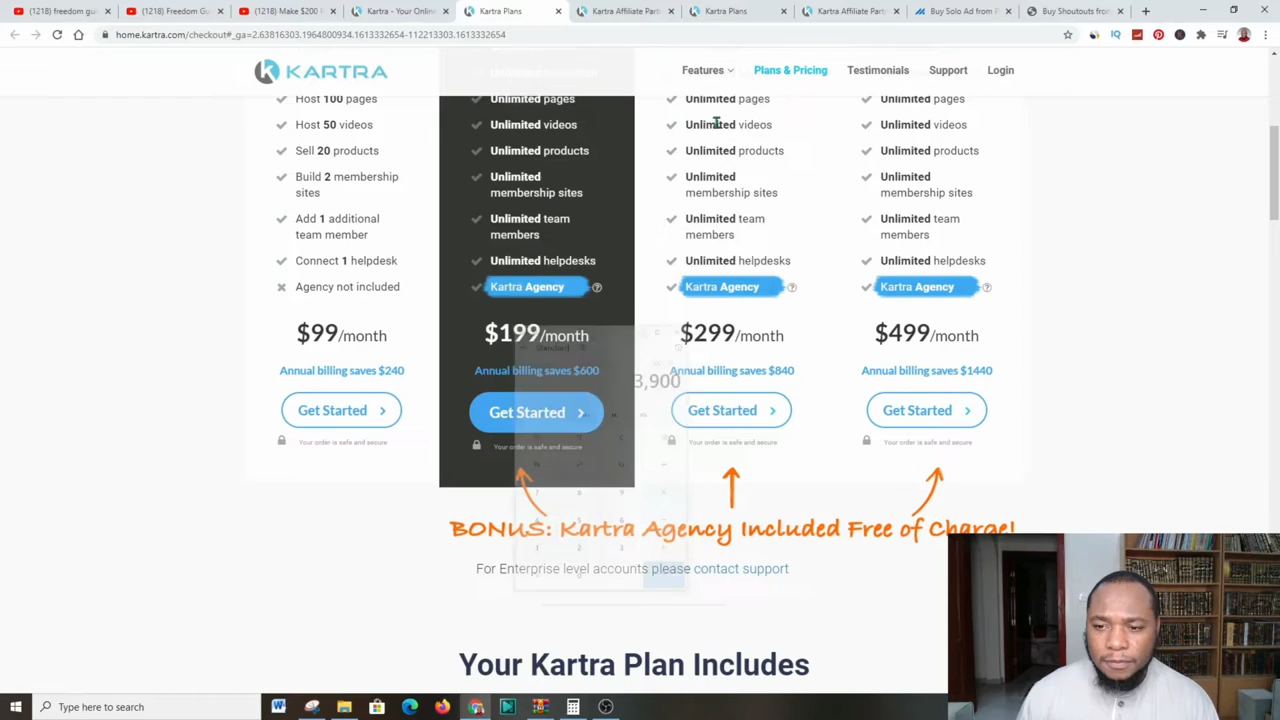 (1218) freedom gu
(1218) Freedom Gu
(1218) Make $200
Kartra - Your Onlin
Kartra Plans
Kartra Affiliate Part
Kartra Plans
Kartra Affiliate Part
Buy Solo Ad from P
Buy Shoutouts from
home.kartra.com/checkout#_ga=2.63816303.1964800934.1613332654-112213303.1613332654
KARTRA
Features
Plans & Pricing
Testimonials
Support
Login
Host 100 pages
Host 50 videos
Sell 20 products
Build 2 membership
sites
Add 1 additional
team member
Connect 1 helpdesk
Agency not included
$99/month
Annual billing saves $240
Get Started
Your order is safe and secure
Unlimited pages
Unlimited videos
Unlimited products
Unlimited
membership sites
Unlimited team
members
Unlimited helpdesks
Kartra Agency
$199/month
Annual billing saves $600
Get Started
Your order is safe and secure
Unlimited pages
Unlimited videos
Unlimited products
Unlimited
membership sites
Unlimited team
members
Unlimited helpdesks
Kartra Agency
$299/month
Annual billing saves $840
Get Started
Your order is safe and secure
Unlimited pages
Unlimited videos
Unlimited products
Unlimited
membership sites
Unlimited team
members
Unlimited helpdesks
Kartra Agency
$499/month
Annual billing saves $1440
Get Started
Your order is safe and secure
Standard
3,900
BONUS: Kartra Agency Included Free of Charge!
For Enterprise level accounts please contact support
Your Kartra Plan Includes
Type here to search